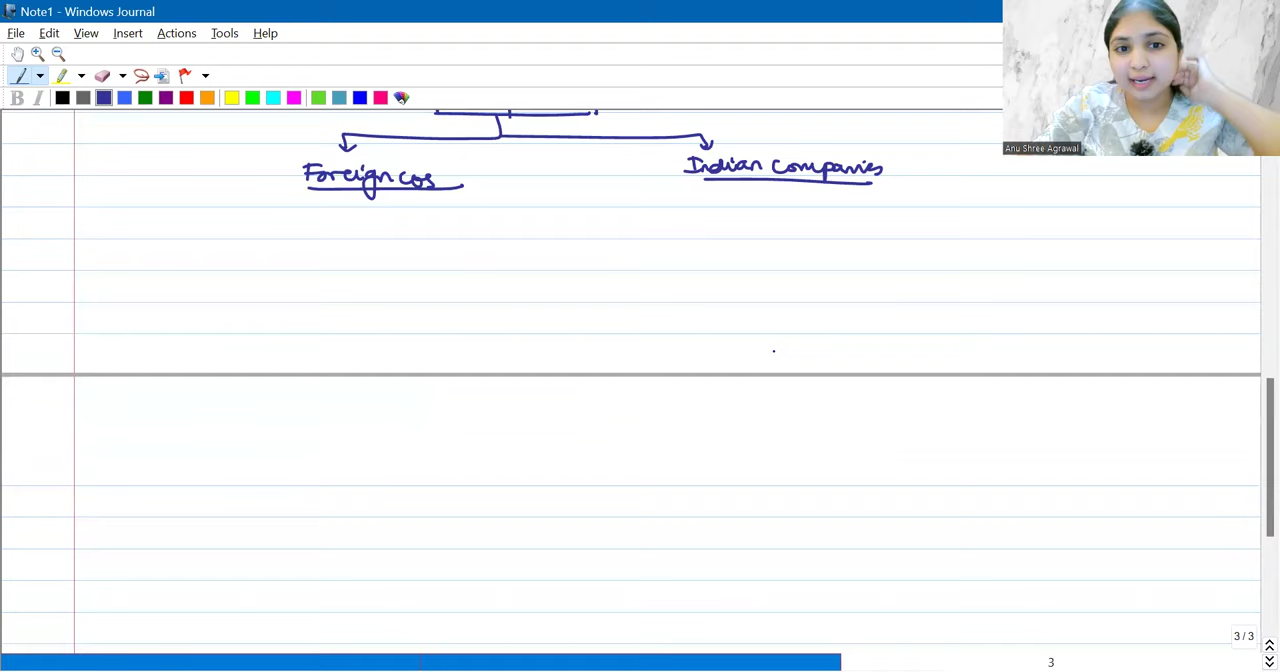 Note1 - Windows Journal
File Edit View Insert Actions Tools Help
B I
Anu Shree Agrawal
Foreign cos
Indian Companies
3 / 3
3